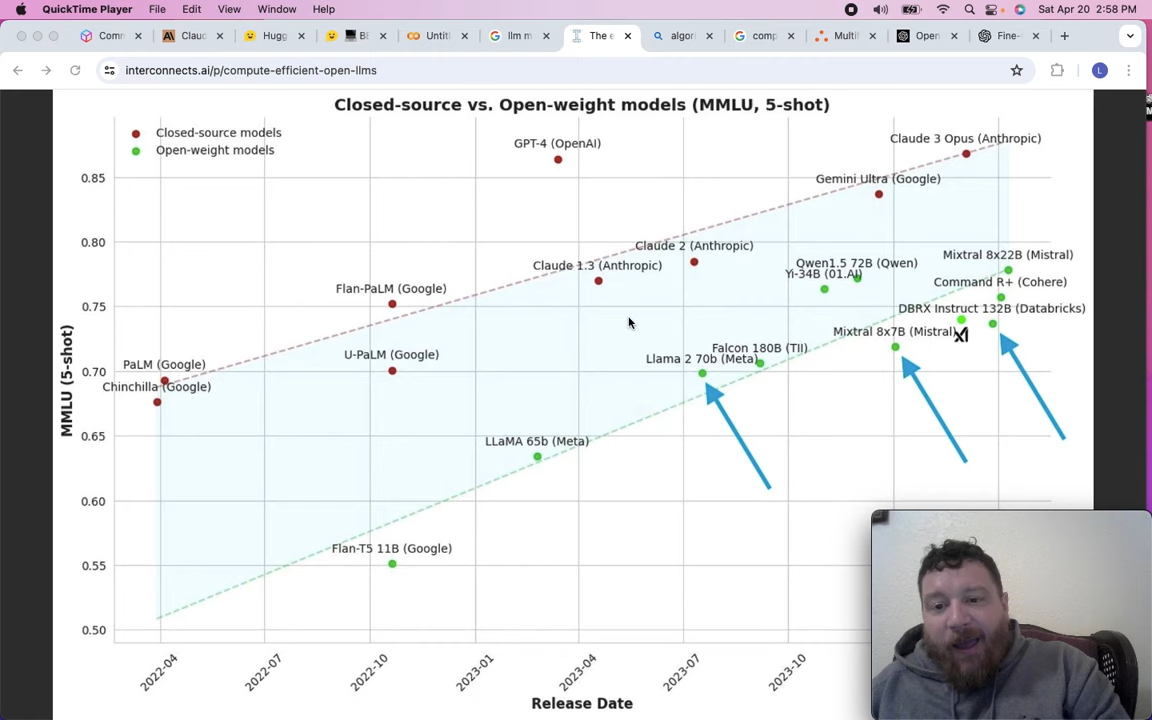 QuickTime Player File Edit View Window Help Sat Apr 20 2:58 PM
Comn Claud Hugg BE Untit llm m The e algori comp Multif Open Fine-
interconnects.ai/p/compute-efficient-open-llms L
Closed-source vs. Open-weight models (MMLU, 5-shot)
Closed-source models
Open-weight models
GPT-4 (OpenAI)
Claude 3 Opus (Anthropic)
0.85
Gemini Ultra (Google)
0.80
Claude 2 (Anthropic)
Mixtral 8x22B (Mistral)
Claude 1.3 (Anthropic)
Qwen1.5 72B (Qwen)
Yi-34B (01.AI)
Command R+ (Cohere)
Flan-PaLM (Google)
0.75
DBRX Instruct 132B (Databricks)
Mixtral 8x7B (Mistral)
XI
U-PaLM (Google)
Falcon 180B (TII)
Llama 2 70b (Meta)
PaLM (Google)
0.70
Chinchilla (Google)
MMLU (5-shot)
0.65
LLaMA 65b (Meta)
0.60
Flan-T5 11B (Google)
0.55
0.50
2022-04 2022-07 2022-10 2023-01 2023-04 2023-07 2023-10
Release Date